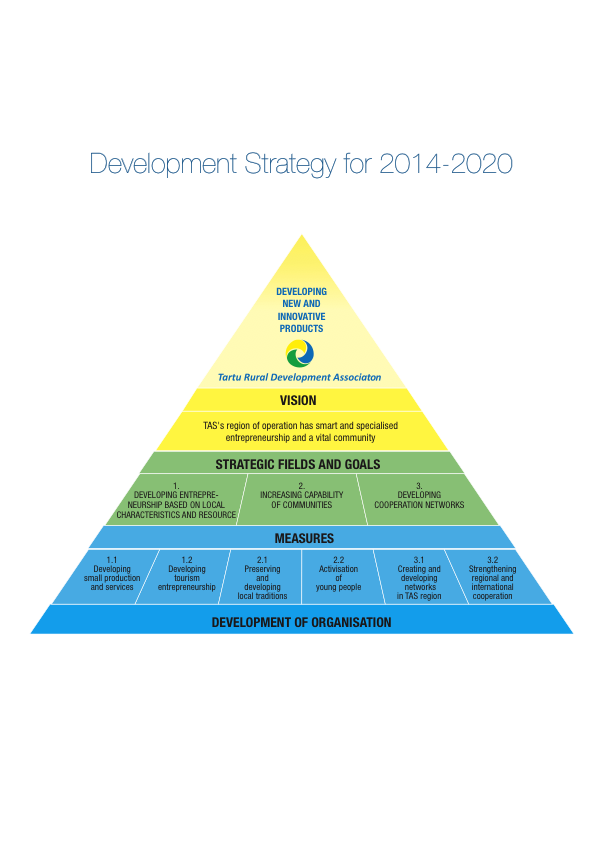 Development Strategy for 2014-2020
DEVELOPING
NEW AND
INNOVATIVE
PRODUCTS
Tartu Rural Development Associaton
VISION
TAS's region of operation has smart and specialised
entrepreneurship and a vital community
STRATEGIC FIELDS AND GOALS
1.
DEVELOPING ENTREPRE-
NEURSHIP BASED ON LOCAL
CHARACTERISTICS AND RESOURCE
2.
INCREASING CAPABILITY
OF COMMUNITIES
3.
DEVELOPING
COOPERATION NETWORKS
MEASURES
1.1
Developing
small production
and services
1.2
Developing
tourism
entrepreneurship
2.1
Preserving
and
developing
local traditions
2.2
Activisation
of
young people
3.1
Creating and
developing
networks
in TAS region
3.2
Strengthening
regional and
international
cooperation
DEVELOPMENT OF ORGANISATION